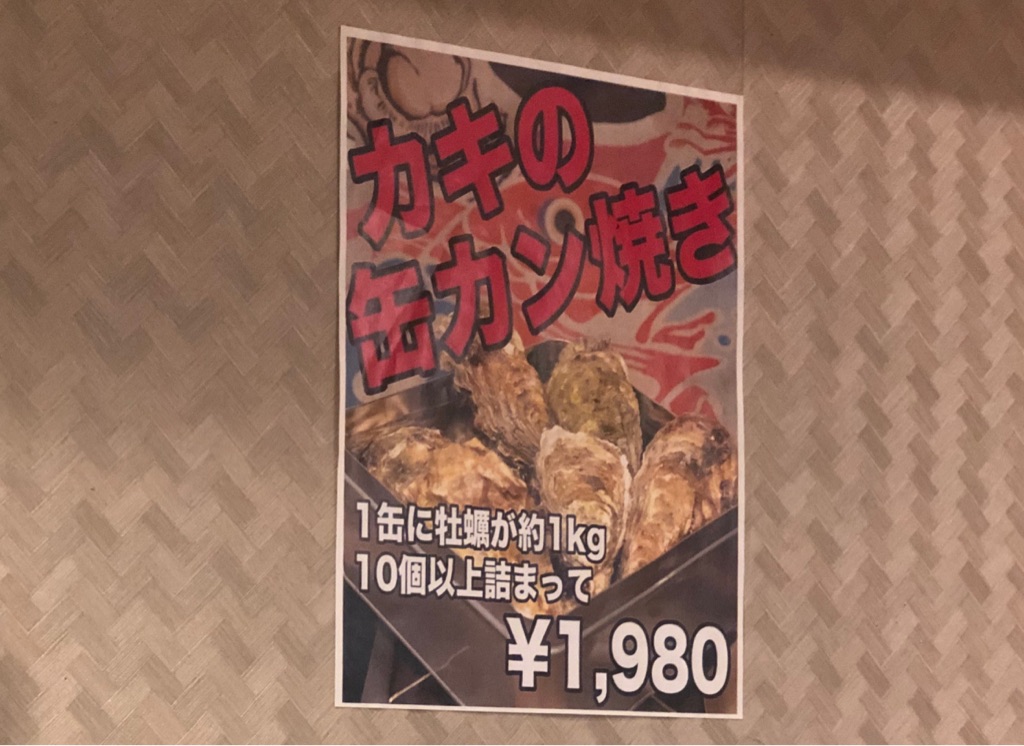 カキの
缶カン焼き
1缶に牡蠣が約1kg
10個以上詰まって
¥1,980